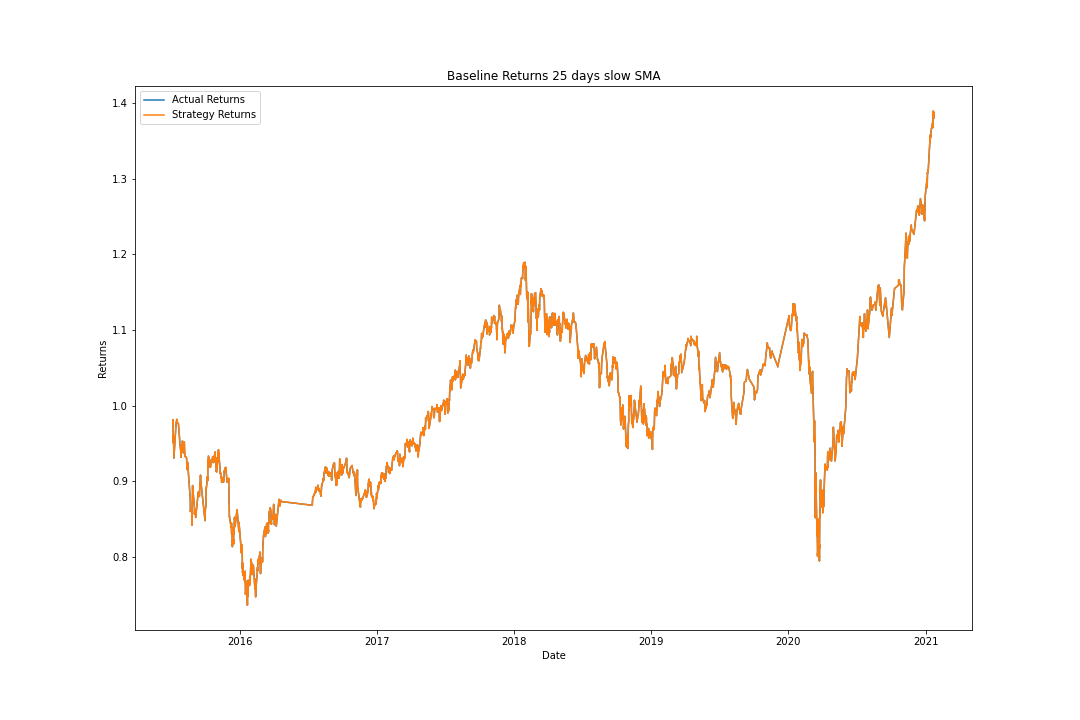 Baseline Returns 25 days slow SMA
Actual Returns
Strategy Returns
1.4
1.3
1.2
1.1
1.0
0.9
0.8
Returns
2016 2017 2018 2019 2020 2021
Date